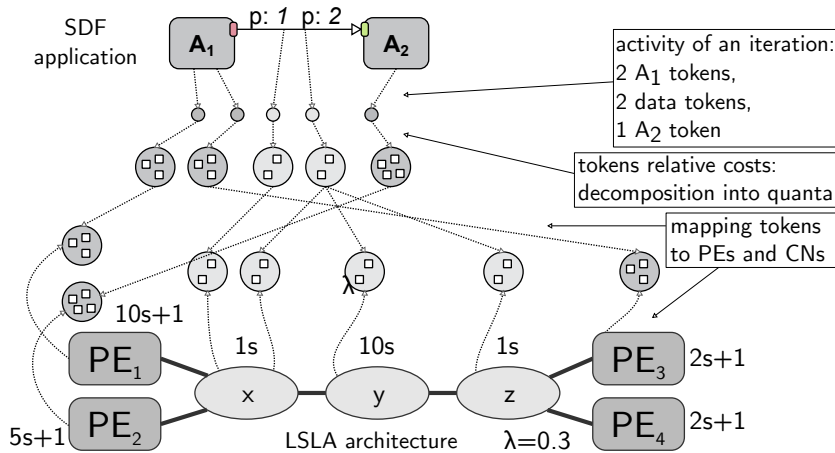 SDF
application
A₁
p: 1
p: 2
A₂
activity of an iteration:
2 A₁ tokens,
2 data tokens,
1 A₂ token
tokens relative costs:
decomposition into quanta
mapping tokens
to PEs and CNs
λ
10s+1
PE₁
1s
10s
1s
PE₃
2s+1
x
y
z
5s+1
PE₂
LSLA architecture
λ=0.3
PE₄
2s+1